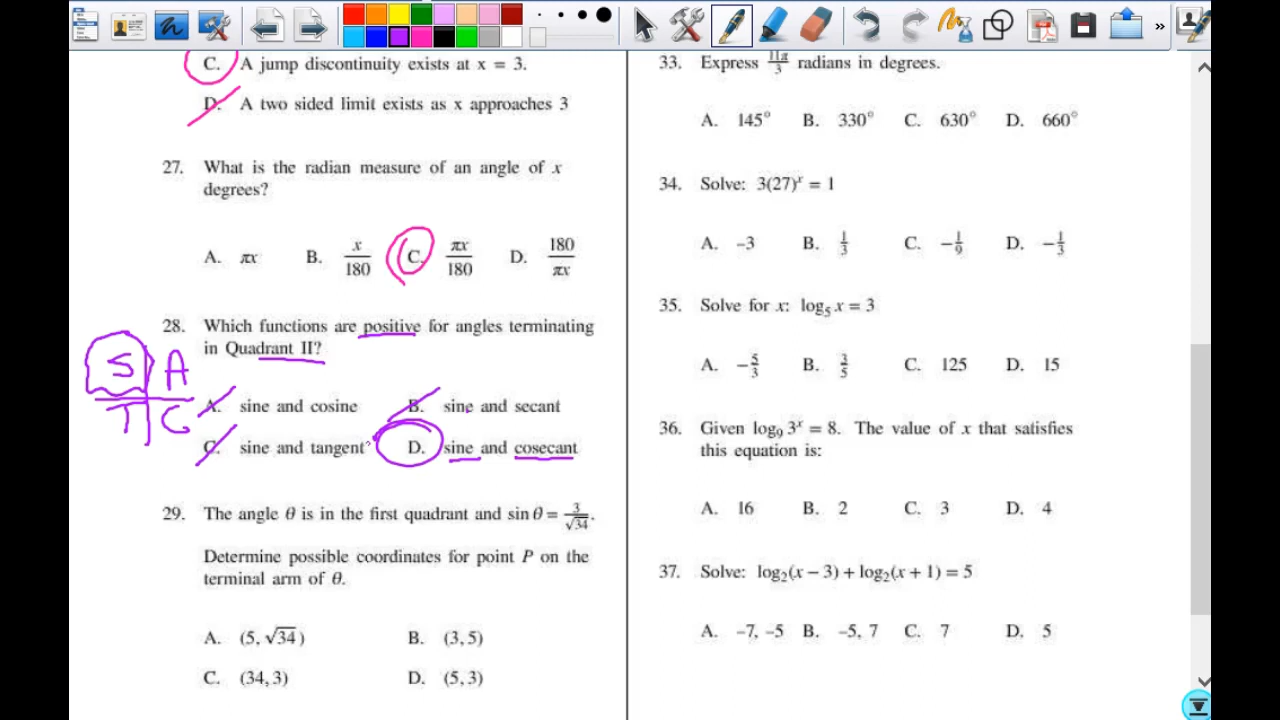 C. A jump discontinuity exists at x = 3.
D. A two sided limit exists as x approaches 3
27. What is the radian measure of an angle of x
degrees?
A. πx B. x/180 C. πx/180 D. 180/πx
28. Which functions are positive for angles terminating
in Quadrant II?
S A
T C
A. sine and cosine B. sine and secant
C. sine and tangent D. sine and cosecant
29. The angle θ is in the first quadrant and sin θ = 3/√34.
Determine possible coordinates for point P on the
terminal arm of θ.
A. (5, √34) B. (3, 5)
C. (34, 3) D. (5, 3)
33. Express 11π/3 radians in degrees.
A. 145° B. 330° C. 630° D. 660°
34. Solve: 3(27)ˣ = 1
A. –3 B. 1/3 C. –1/9 D. –1/3
35. Solve for x: log₅ x = 3
A. –5/3 B. 3/5 C. 125 D. 15
36. Given log₉ 3ˣ = 8. The value of x that satisfies
this equation is:
A. 16 B. 2 C. 3 D. 4
37. Solve: log₂(x – 3) + log₂(x + 1) = 5
A. –7, –5 B. –5, 7 C. 7 D. 5